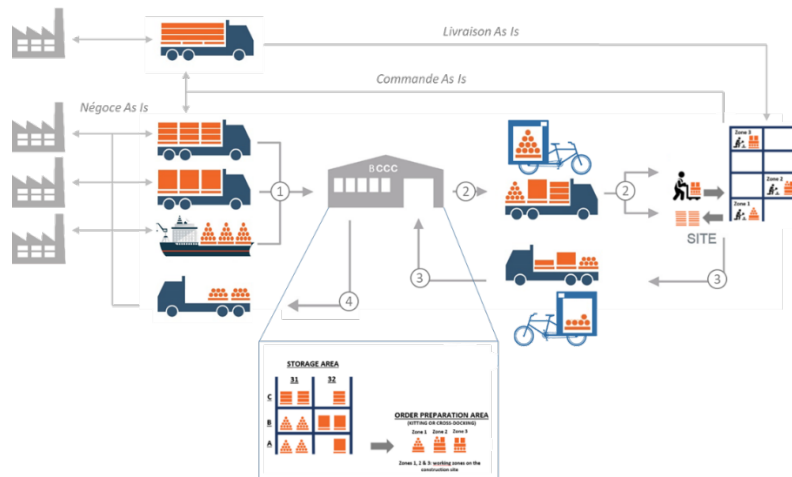 Livraison As Is
Commande As Is
Négoce As Is
Zone 3
Zone 2
Zone 1
BCCC
1
2
2
SITE
3
3
4
STORAGE AREA
31 32
C
B
A
ORDER PREPARATION AREA
(KITTING OR CROSS-DOCKING)
Zone 1 Zone 2 Zone 3
Zones 1, 2 & 3: working zones on the
construction site